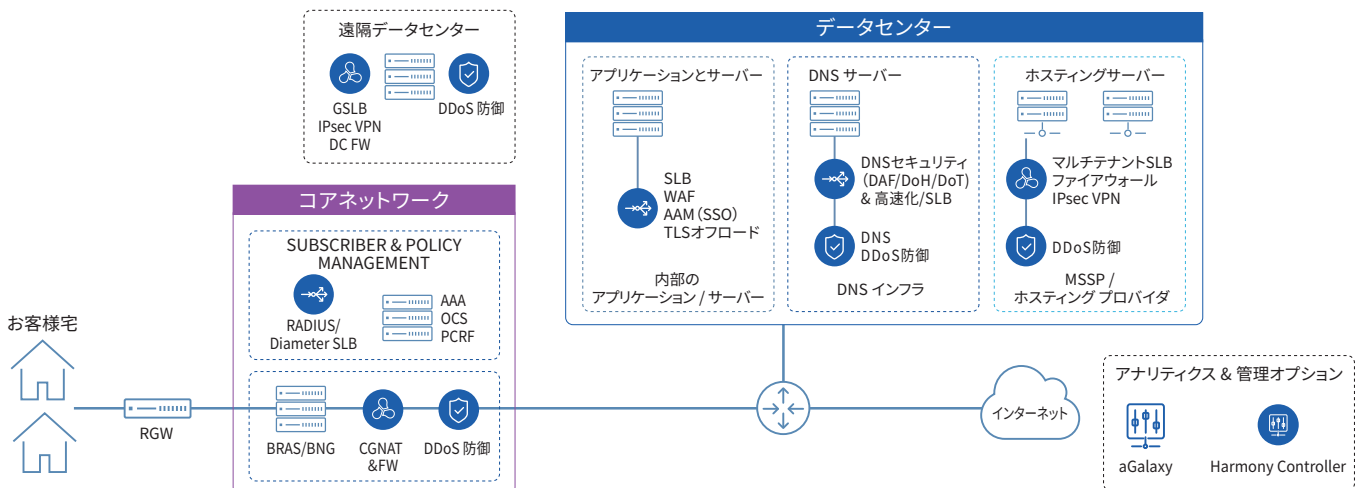 遠隔データセンター
GSLB
IPsec VPN
DC FW
DDoS 防御
データセンター
アプリケーションとサーバー
SLB
WAF
AAM（SSO）
TLSオフロード
内部の
アプリケーション / サーバー
DNS サーバー
DNSセキュリティ
（DAF/DoH/DoT)
& 高速化/SLB
DNS
DDoS防御
DNS インフラ
ホスティングサーバー
マルチテナントSLB
ファイアウォール
IPsec VPN
DDoS防御
MSSP /
ホスティング プロバイダ
コアネットワーク
SUBSCRIBER & POLICY
MANAGEMENT
RADIUS/
Diameter SLB
AAA
OCS
PCRF
お客様宅
RGW
BRAS/BNG
CGNAT
&FW
DDoS 防御
インターネット
アナリティクス & 管理オプション
aGalaxy
Harmony Controller